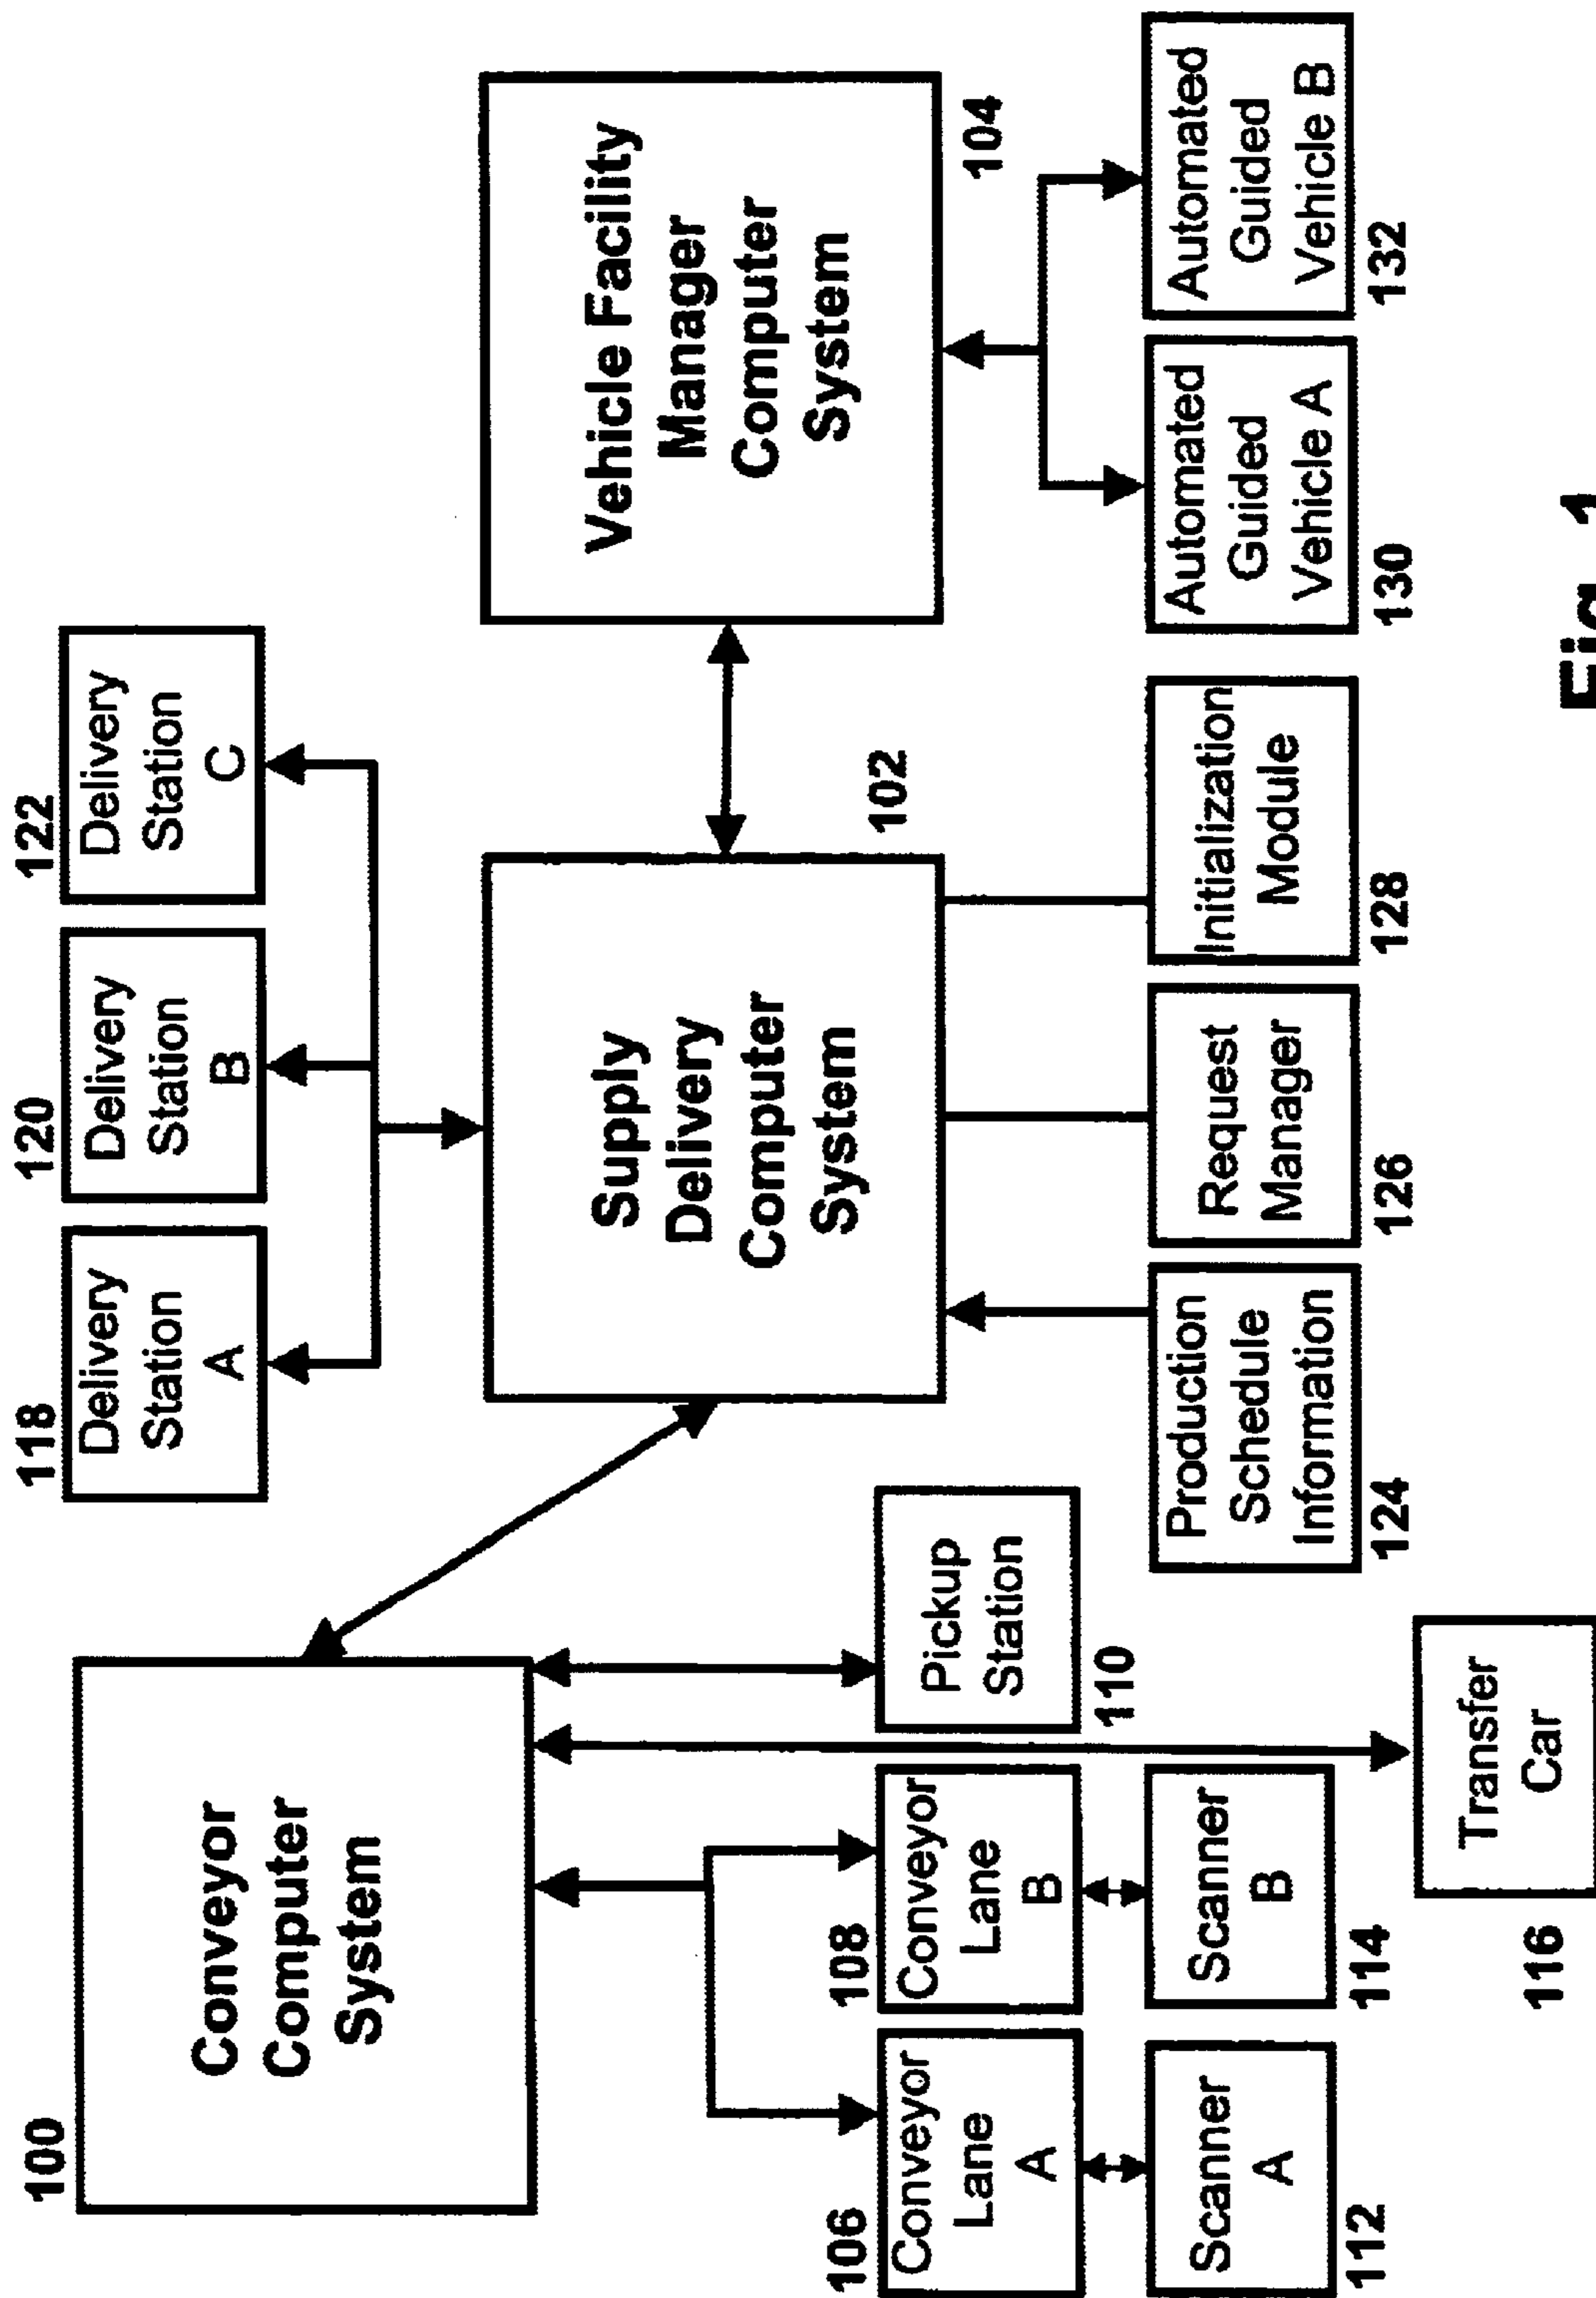 100
Conveyor
Computer
System
106
Conveyor
Lane
A
108
Conveyor
Lane
B
Pickup
Station
110
Scanner
A
112
Scanner
B
114
Transfer
Car
116
118
Delivery
Station
A
120
Delivery
Station
B
122
Delivery
Station
C
Supply
Delivery
Computer
System
102
Production
Schedule
Information
124
Request
Manager
126
Initialization
Module
128
Vehicle Facility
Manager
Computer
System
104
Automated
Guided
Vehicle A
130
Automated
Guided
Vehicle B
132
Fig. 1